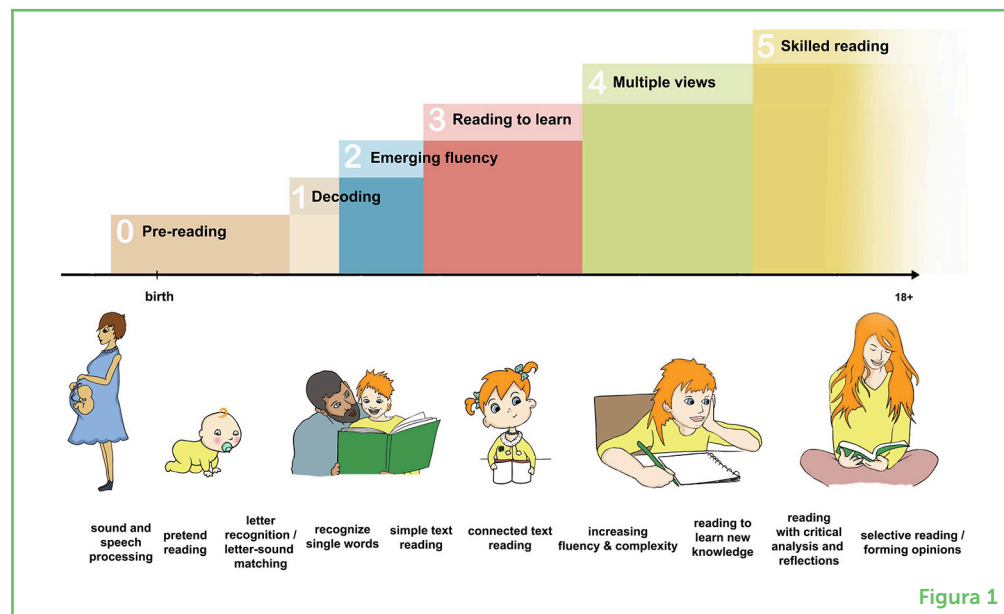 5 Skilled reading
4 Multiple views
3 Reading to learn
2 Emerging fluency
1 Decoding
0 Pre-reading
birth
18+
sound and
speech
processing
pretend
reading
letter
recognition /
letter-sound
matching
recognize
single words
simple text
reading
connected text
reading
increasing
fluency & complexity
reading to
learn new
knowledge
reading
with critical
analysis and
reflections
selective reading /
forming opinions
Figura 1